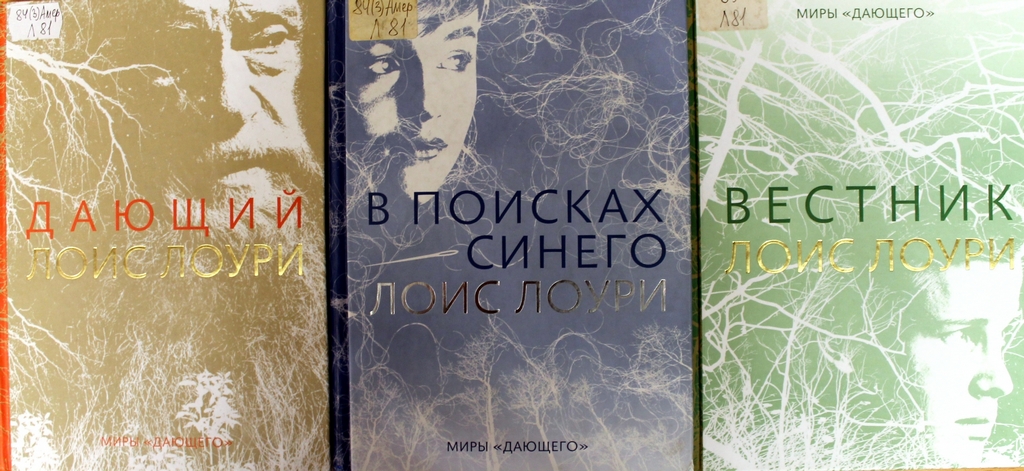 84(3)Амер
Л 81
ДАЮЩИЙ
ЛОИС ЛОУРИ
МИРЫ «ДАЮЩЕГО»
84(3)Амер
Л 81
В ПОИСКАХ
СИНЕГО
ЛОИС ЛОУРИ
МИРЫ «ДАЮЩЕГО»
Л81
МИРЫ «ДАЮЩЕГО»
ВЕСТНИК
ЛОИС ЛОУРИ